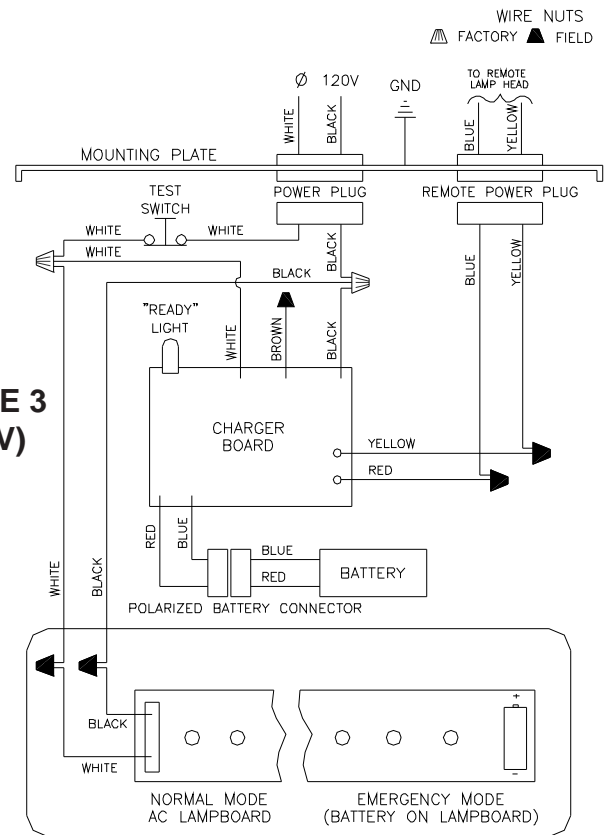 WIRE NUTS
FACTORY FIELD
Ø 120V
GND
TO REMOTE
LAMP HEAD
WHITE
BLACK
BLUE
YELLOW
MOUNTING PLATE
POWER PLUG
REMOTE POWER PLUG
TEST
SWITCH
WHITE
WHITE
WHITE
BLACK
BLACK
BLUE
YELLOW
"READY"
LIGHT
WHITE
BROWN
BLACK
E 3
V)
CHARGER
BOARD
YELLOW
RED
RED
BLUE
BLUE
RED
BATTERY
POLARIZED BATTERY CONNECTOR
WHITE
BLACK
BLACK
WHITE
+
-
NORMAL MODE
AC LAMPBOARD
EMERGENCY MODE
(BATTERY ON LAMPBOARD)